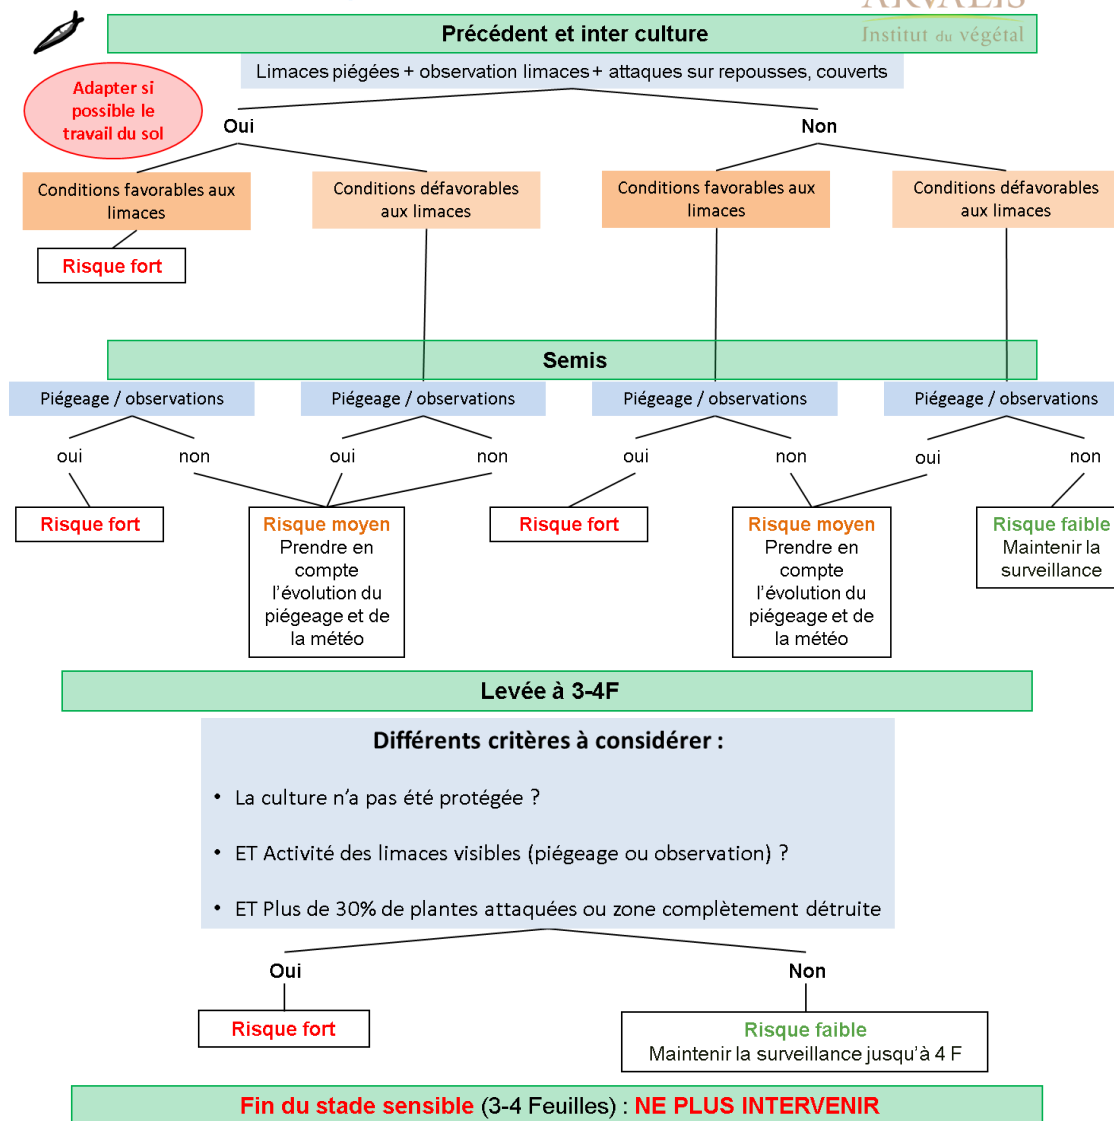 ARVALIS
Institut du végétal
Précédent et inter culture
Limaces piégées + observation limaces + attaques sur repousses, couverts
Adapter si
possible le
travail du sol
Oui
Non
Conditions favorables aux
limaces
Conditions défavorables
aux limaces
Conditions favorables aux
limaces
Conditions défavorables
aux limaces
Risque fort
Semis
Piégeage / observations
Piégeage / observations
Piégeage / observations
Piégeage / observations
oui
non
oui
non
oui
non
oui
non
Risque fort
Risque moyen
Prendre en
compte
l'évolution du
piégeage et de
la météo
Risque fort
Risque moyen
Prendre en
compte
l'évolution du
piégeage et de
la météo
Risque faible
Maintenir la
surveillance
Levée à 3-4F
Différents critères à considérer :
• La culture n'a pas été protégée ?
• ET Activité des limaces visibles (piégeage ou observation) ?
• ET Plus de 30% de plantes attaquées ou zone complètement détruite
Oui
Non
Risque fort
Risque faible
Maintenir la surveillance jusqu'à 4 F
Fin du stade sensible (3-4 Feuilles) : NE PLUS INTERVENIR